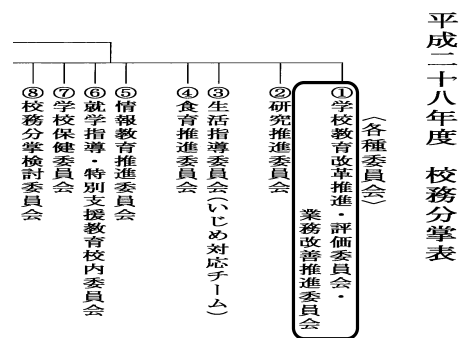 平成二十八年度 校務分掌表
〈各種委員会〉
①学校教育改革推進・評価委員会・
業務改善推進委員会
②研究推進委員会
③生活指導委員会(いじめ対応チーム)
④食育推進委員会
⑤情報教育推進委員会
⑥就学指導・特別支援教育校内委員会
⑦学校保健委員会
⑧校務分掌検討委員会